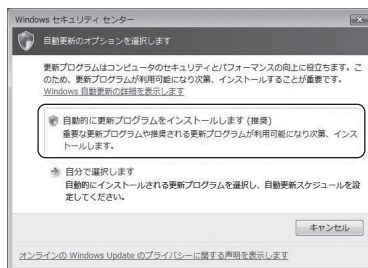 Windows セキュリティ センター
自動更新のオプションを選択します
更新プログラムはコンピュータのセキュリティとパフォーマンスの向上に役立ちます。こ
のため、更新プログラムが利用可能になり次第、インストールすることが重要です。
Windows 自動更新の詳細を表示します
自動的に更新プログラムをインストールします (推奨)
重要な更新プログラムや推奨される更新プログラムが利用可能になり次第、インス
トールします。
自分で選択します
自動的にインストールされる更新プログラムを選択し、自動更新スケジュールを設
定してください。
キャンセル
オンラインの Windows Update のプライバシーに関する声明を表示します